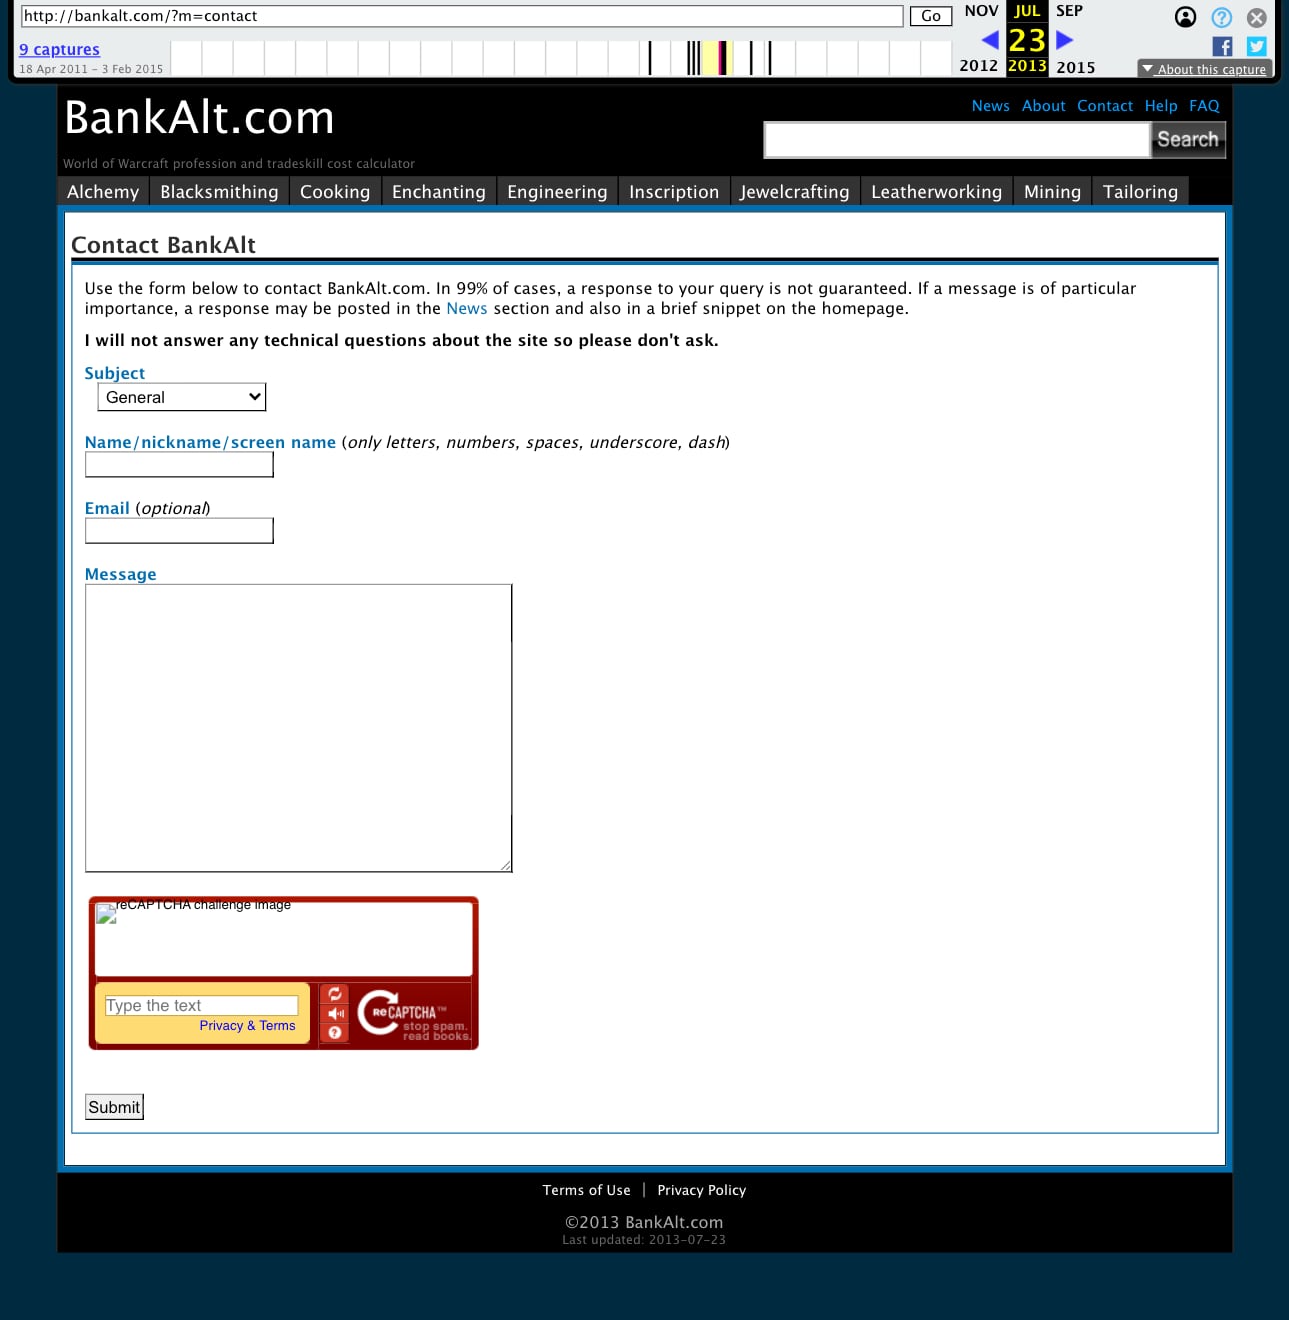 http://bankalt.com/?m=contact
Go
NOV JUL SEP
9 captures
23
18 Apr 2011 – 3 Feb 2015
2012 2013 2015
About this capture
BankAlt.com
News About Contact Help FAQ
Search
World of Warcraft profession and tradeskill cost calculator
Alchemy Blacksmithing Cooking Enchanting Engineering Inscription Jewelcrafting Leatherworking Mining Tailoring
Contact BankAlt
Use the form below to contact BankAlt.com. In 99% of cases, a response to your query is not guaranteed. If a message is of particular
importance, a response may be posted in the News section and also in a brief snippet on the homepage.
I will not answer any technical questions about the site so please don't ask.
Subject
General
Name/nickname/screen name (only letters, numbers, spaces, underscore, dash)
Email (optional)
Message
reCAPTCHA challenge image
Type the text
Privacy & Terms
reCAPTCHA™
stop spam.
read books.
Submit
Terms of Use | Privacy Policy
©2013 BankAlt.com
Last updated: 2013-07-23